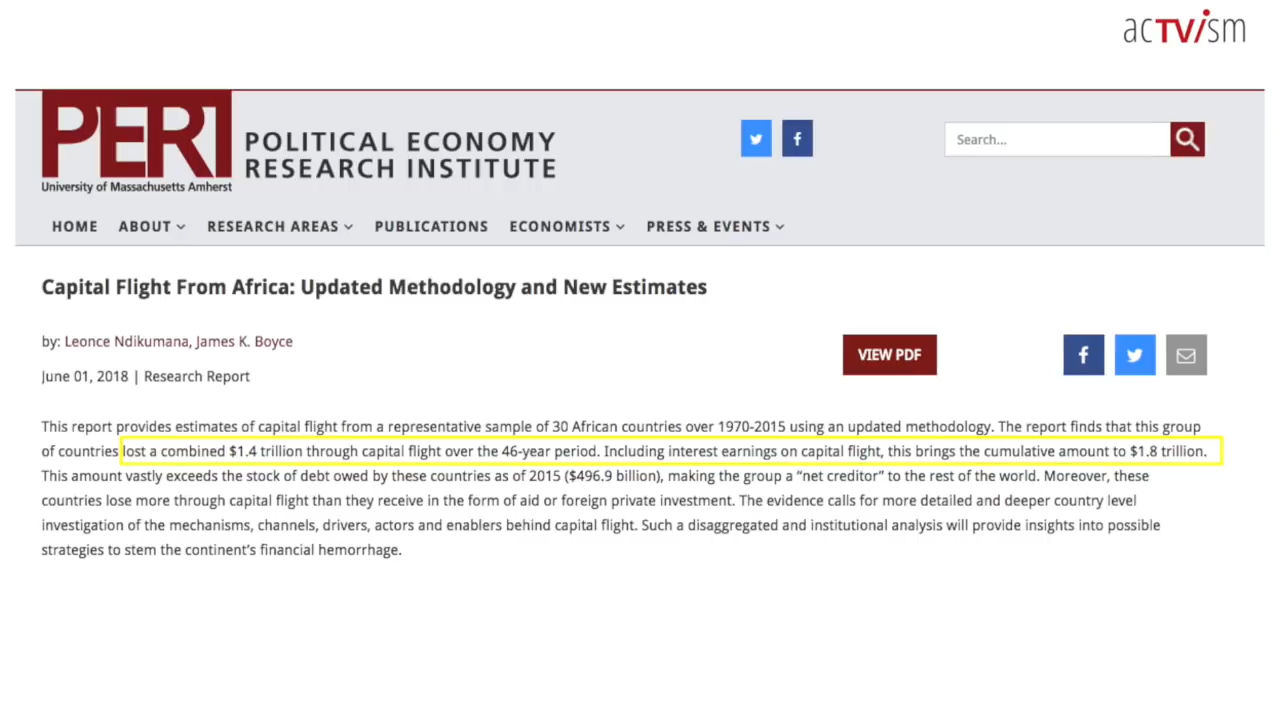 acTVism
PERI
POLITICAL ECONOMY
RESEARCH INSTITUTE
University of Massachusetts Amherst
Search...
HOME ABOUT RESEARCH AREAS PUBLICATIONS ECONOMISTS PRESS & EVENTS
Capital Flight From Africa: Updated Methodology and New Estimates
by: Leonce Ndikumana, James K. Boyce
VIEW PDF
June 01, 2018 | Research Report
This report provides estimates of capital flight from a representative sample of 30 African countries over 1970-2015 using an updated methodology. The report finds that this group
of countries lost a combined $1.4 trillion through capital flight over the 46-year period. Including interest earnings on capital flight, this brings the cumulative amount to $1.8 trillion.
This amount vastly exceeds the stock of debt owed by these countries as of 2015 ($496.9 billion), making the group a “net creditor” to the rest of the world. Moreover, these
countries lose more through capital flight than they receive in the form of aid or foreign private investment. The evidence calls for more detailed and deeper country level
investigation of the mechanisms, channels, drivers, actors and enablers behind capital flight. Such a disaggregated and institutional analysis will provide insights into possible
strategies to stem the continent’s financial hemorrhage.